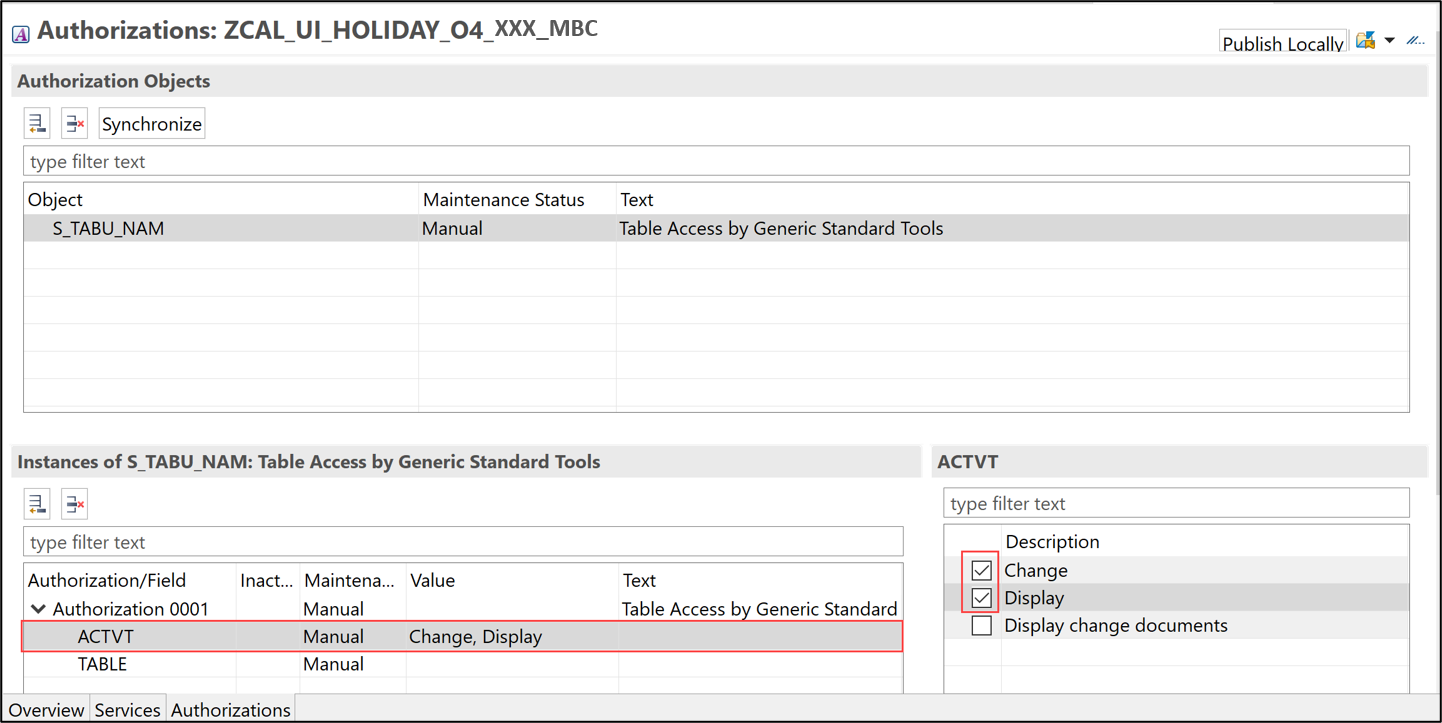 Authorizations: ZCAL_UI_HOLIDAY_O4_XXX_MBC
Publish Locally
Authorization Objects
Synchronize
type filter text
Object Maintenance Status Text
S_TABU_NAM Manual Table Access by Generic Standard Tools
Instances of S_TABU_NAM: Table Access by Generic Standard Tools
type filter text
Authorization/Field Inact... Maintena... Value Text
Authorization 0001 Manual Table Access by Generic Standard
ACTVT Manual Change, Display
TABLE Manual
ACTVT
type filter text
Description
Change
Display
Display change documents
Overview Services Authorizations